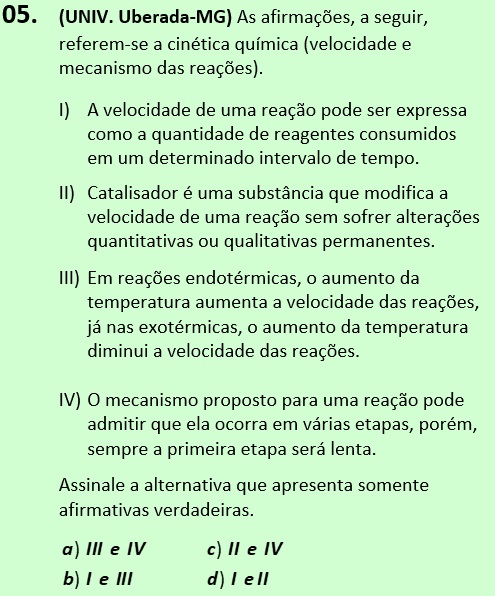 05. (UNIV. Uberada-MG) As afirmações, a seguir,
referem-se a cinética química (velocidade e
mecanismo das reações).
I) A velocidade de uma reação pode ser expressa
como a quantidade de reagentes consumidos
em um determinado intervalo de tempo.
II) Catalisador é uma substância que modifica a
velocidade de uma reação sem sofrer alterações
quantitativas ou qualitativas permanentes.
III) Em reações endotérmicas, o aumento da
temperatura aumenta a velocidade das reações,
já nas exotérmicas, o aumento da temperatura
diminui a velocidade das reações.
IV) O mecanismo proposto para uma reação pode
admitir que ela ocorra em várias etapas, porém,
sempre a primeira etapa será lenta.
Assinale a alternativa que apresenta somente
afirmativas verdadeiras.
a) III e IV c) II e IV
b) I e III d) I e II